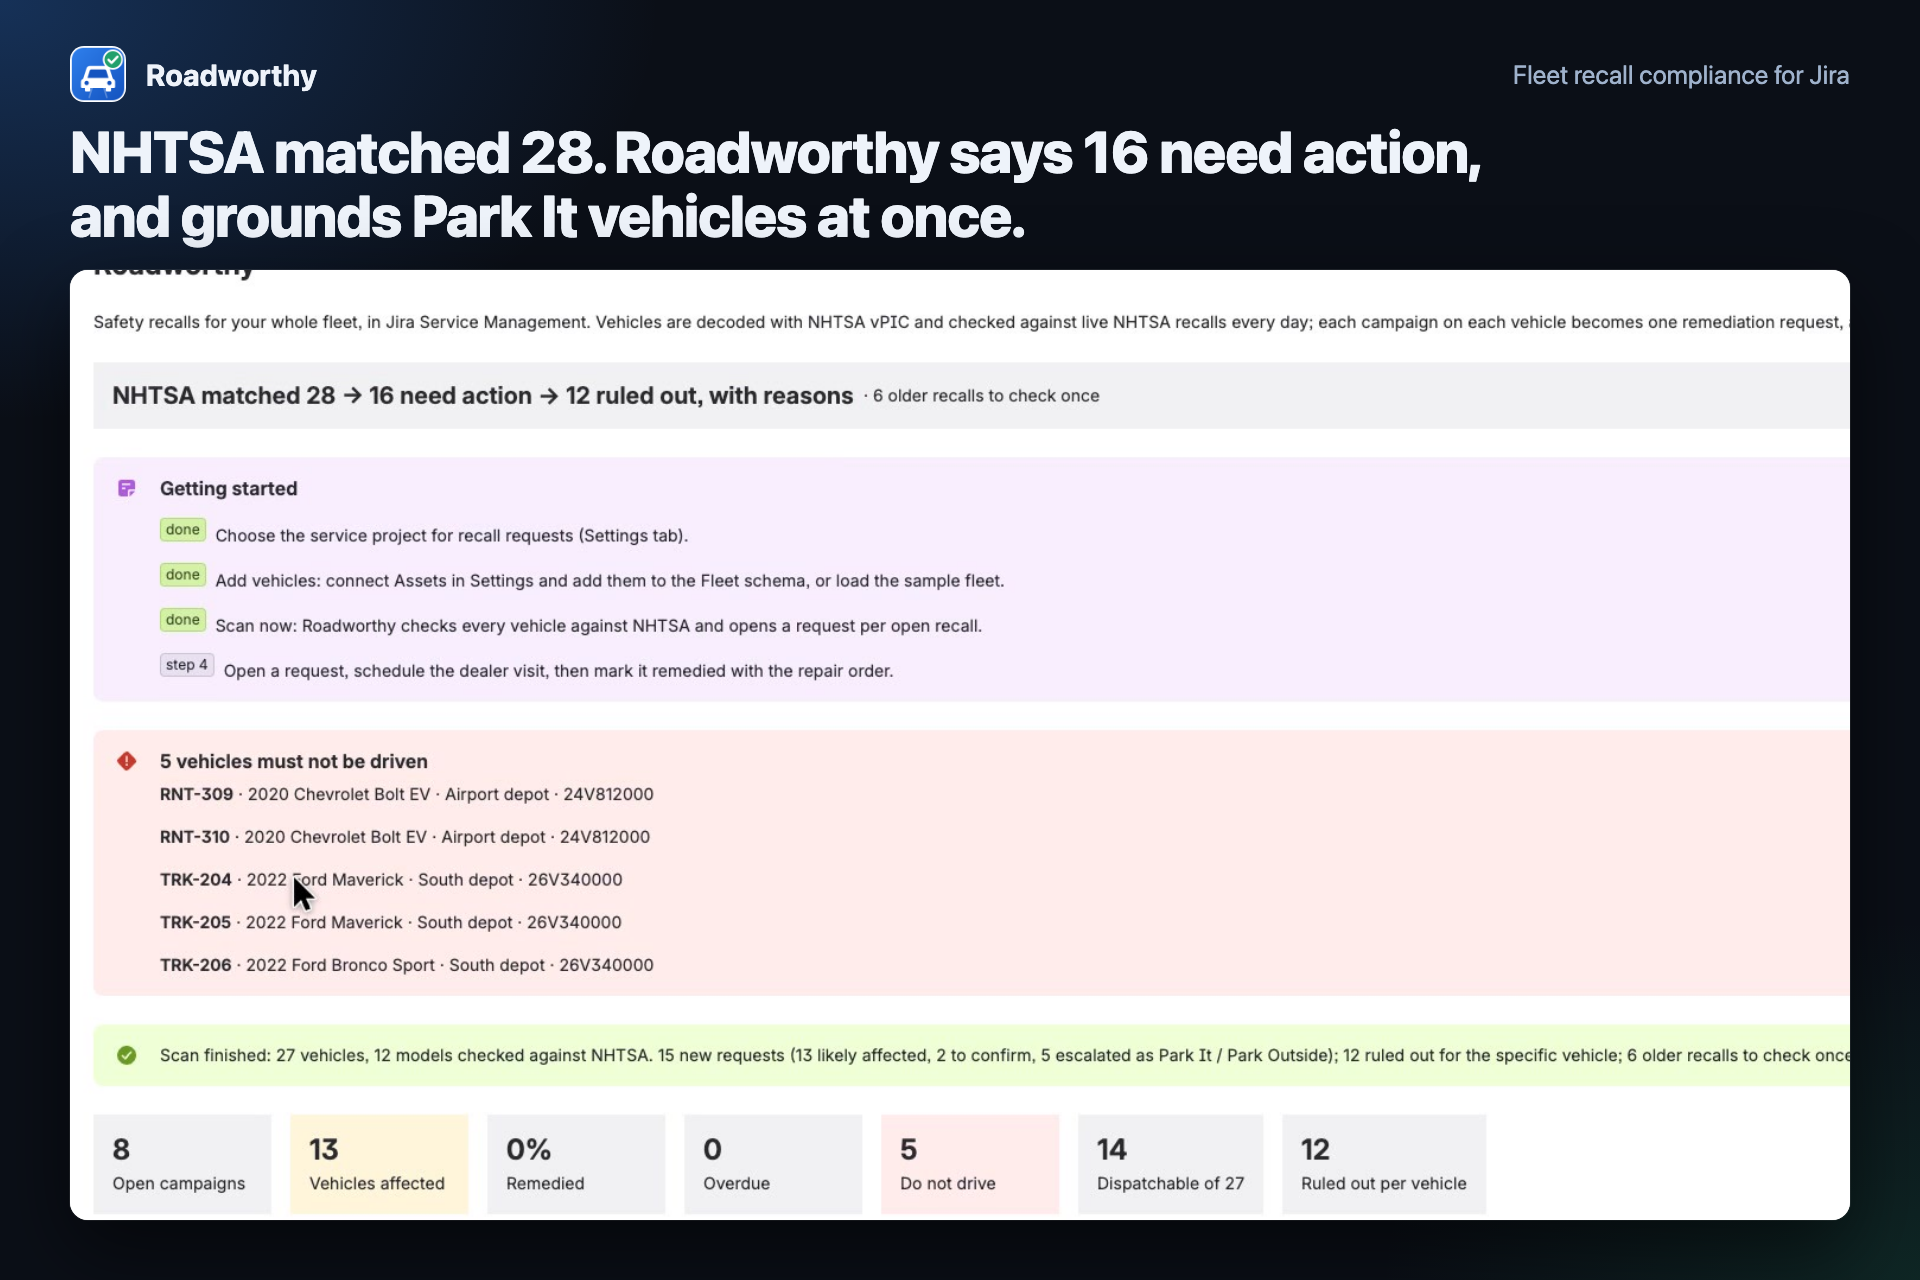 Roadworthy
Fleet recall compliance for Jira
NHTSA matched 28. Roadworthy says 16 need action,
and grounds Park It vehicles at once.
Roadworthy
Safety recalls for your whole fleet, in Jira Service Management. Vehicles are decoded with NHTSA vPIC and checked against live NHTSA recalls every day; each campaign on each vehicle becomes one remediation request,
NHTSA matched 28 → 16 need action → 12 ruled out, with reasons · 6 older recalls to check once
Getting started
done Choose the service project for recall requests (Settings tab).
done Add vehicles: connect Assets in Settings and add them to the Fleet schema, or load the sample fleet.
done Scan now: Roadworthy checks every vehicle against NHTSA and opens a request per open recall.
step 4 Open a request, schedule the dealer visit, then mark it remedied with the repair order.
5 vehicles must not be driven
RNT-309 · 2020 Chevrolet Bolt EV · Airport depot · 24V812000
RNT-310 · 2020 Chevrolet Bolt EV · Airport depot · 24V812000
TRK-204 · 2022 Ford Maverick · South depot · 26V340000
TRK-205 · 2022 Ford Maverick · South depot · 26V340000
TRK-206 · 2022 Ford Bronco Sport · South depot · 26V340000
Scan finished: 27 vehicles, 12 models checked against NHTSA. 15 new requests (13 likely affected, 2 to confirm, 5 escalated as Park It / Park Outside); 12 ruled out for the specific vehicle; 6 older recalls to check once
8
Open campaigns
13
Vehicles affected
0%
Remedied
0
Overdue
5
Do not drive
14
Dispatchable of 27
12
Ruled out per vehicle